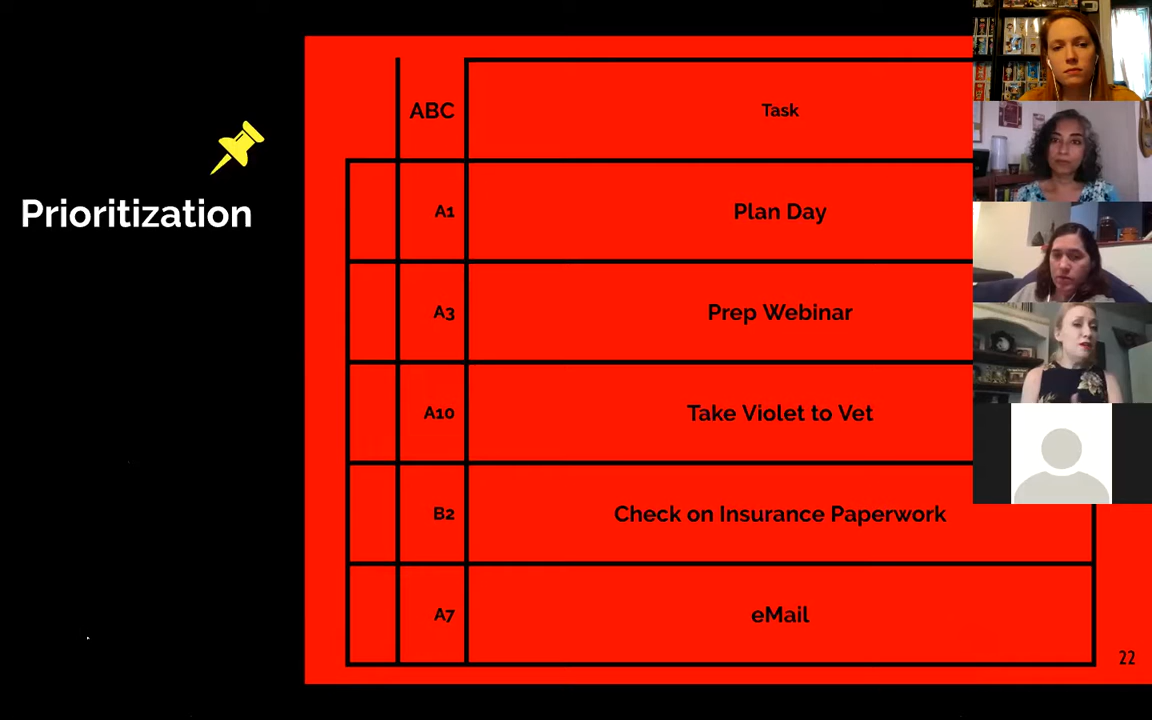 Prioritization
ABC Task
A1 Plan Day
A3 Prep Webinar
A10 Take Violet to Vet
B2 Check on Insurance Paperwork
A7 eMail
22